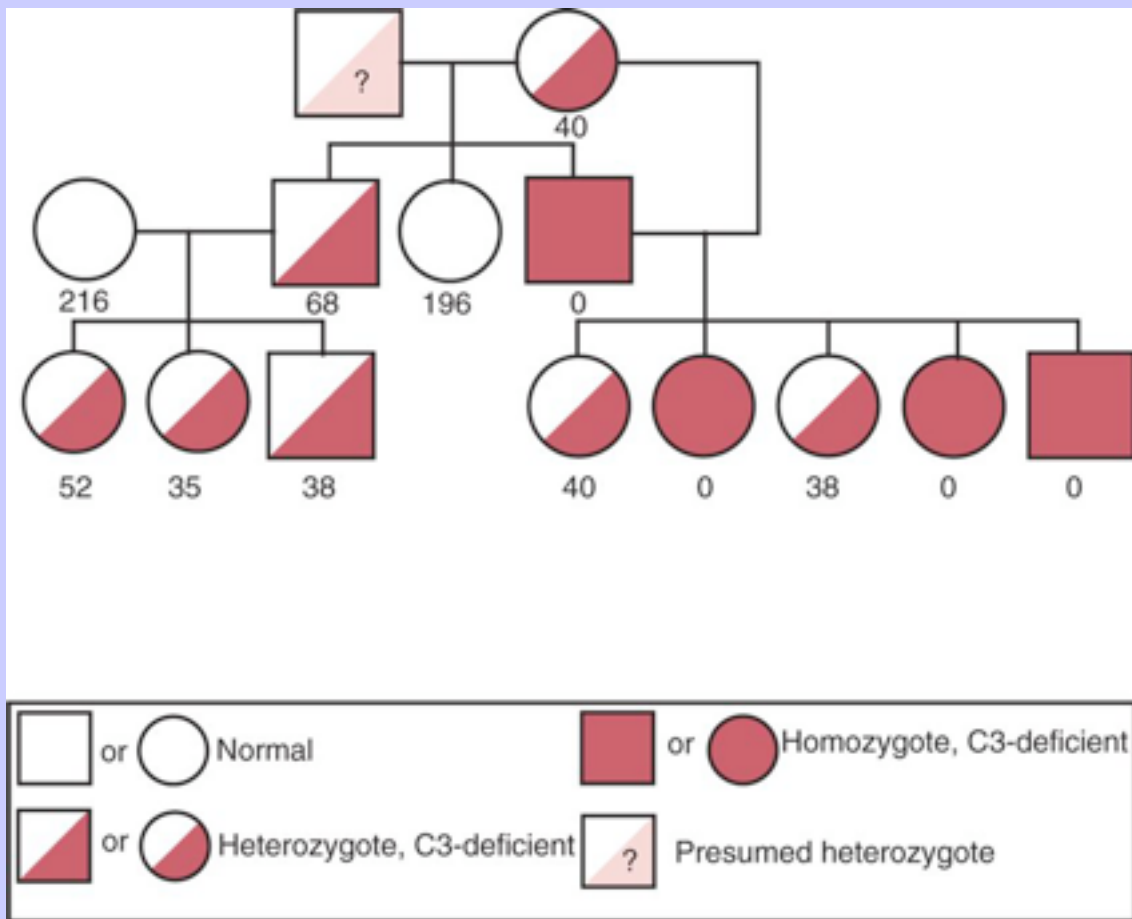 ?
40
216 68 196 0
52 35 38 40 0 38 0 0
or Normal or Homozygote, C3-deficient
or Heterozygote, C3-deficient ? Presumed heterozygote